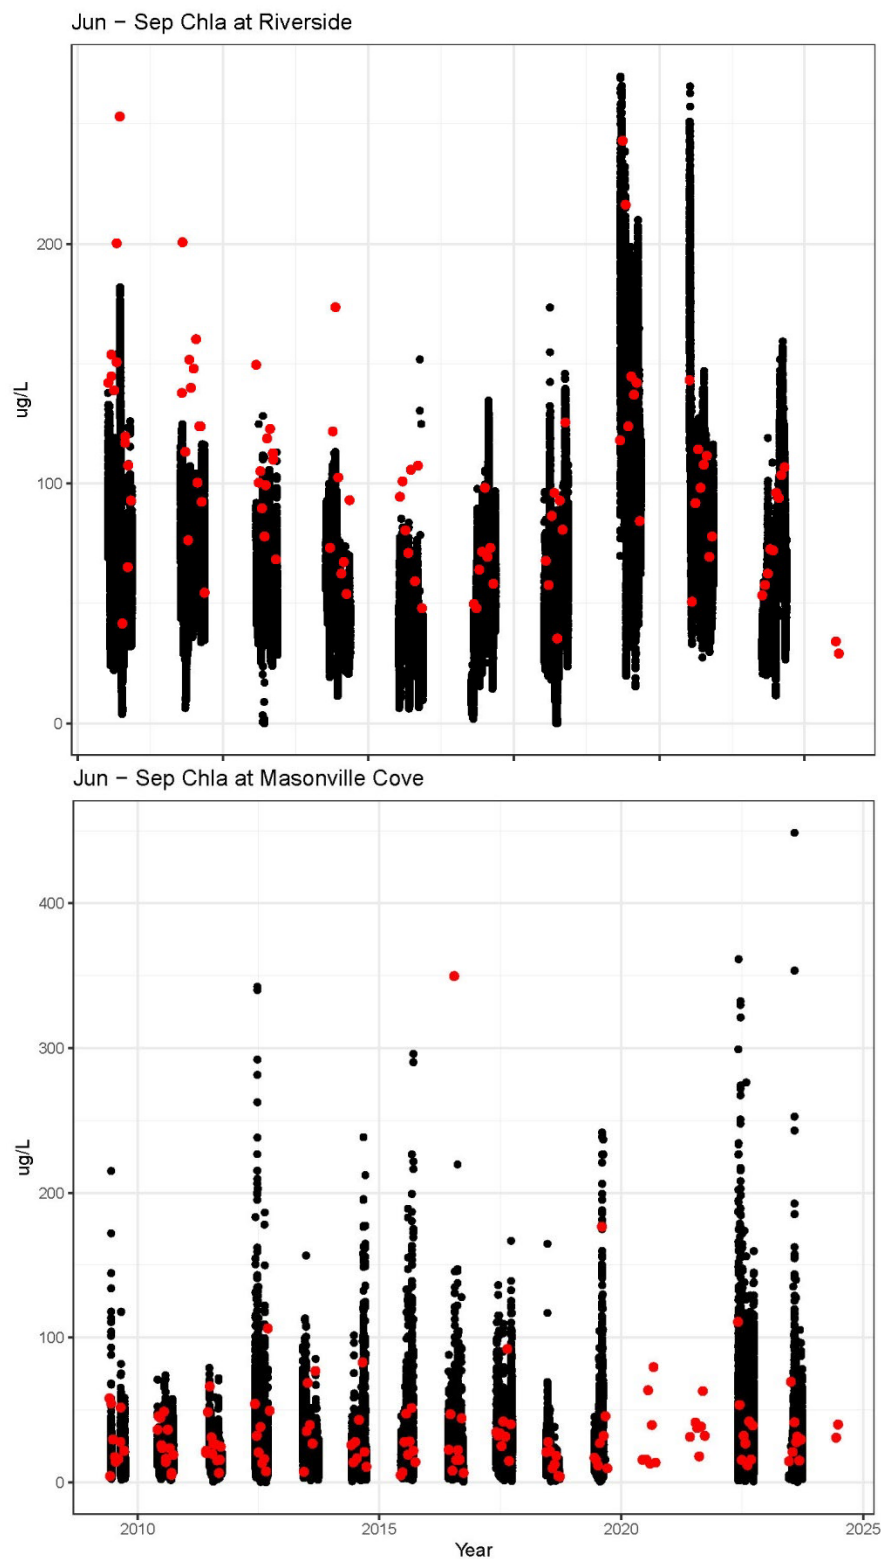 Jun − Sep Chla at Riverside
200
ug/L
100
0
Jun − Sep Chla at Masonville Cove
400
300
ug/L
200
100
0
2010 2015 2020 2025
Year